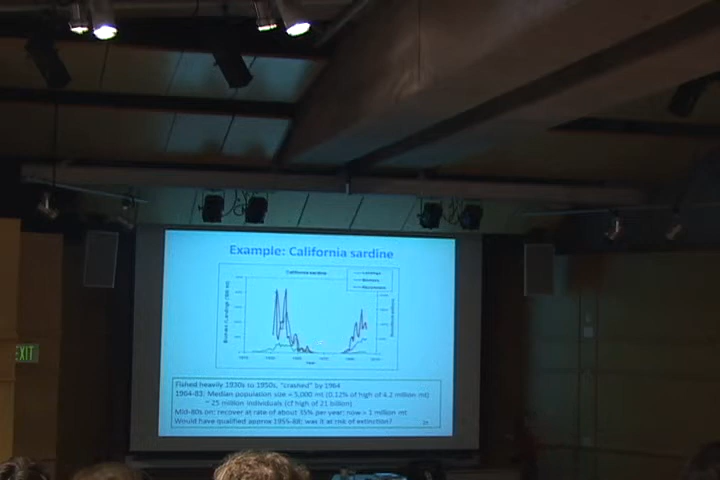 Example: California sardine
California sardine
Fished heavily 1930s to 1950s, "crashed" by 1964
1964-83: Median population size = 5,000 mt (0.12% of high of 4.2 million mt)
~ 25 million individuals (cf high of 21 billion)
Mid-80s on: recover at rate of about 35% per year: now > 1 million mt
Would have qualified approx 1955-88: was it at risk of extinction?
EXIT